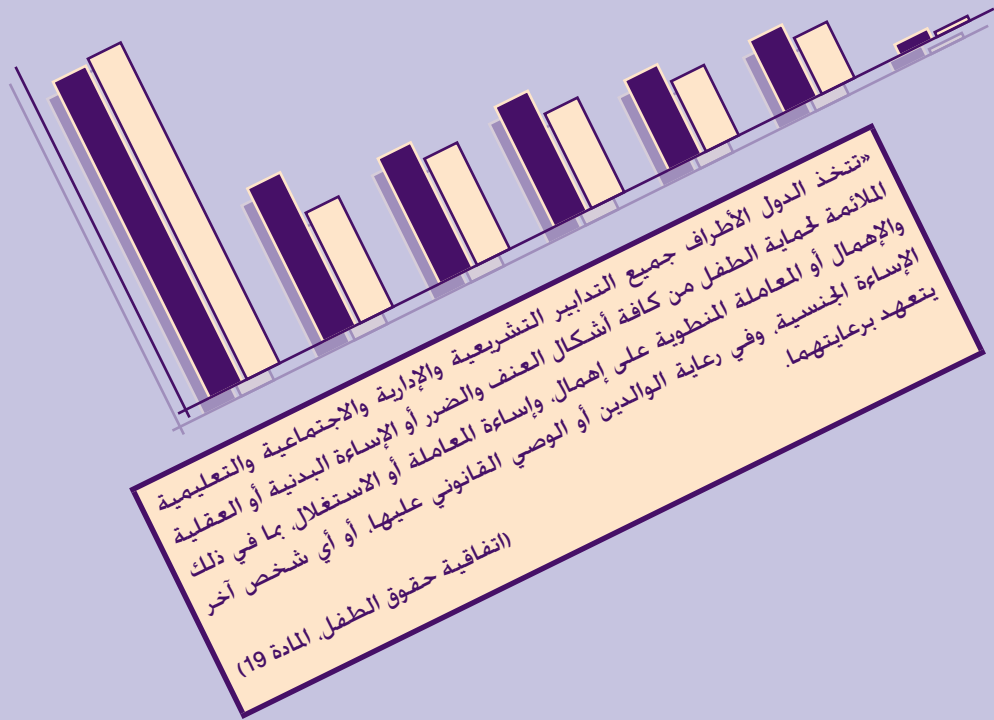 «تتخذ الدول الأطراف جميع التدابير التشريعية والإدارية والاجتماعية والتعليمية
الملائمة لحماية الطفل من كافة أشكال العنف والضرر أو الإساءة البدنية أو العقلية
والإهمال أو المعاملة المنطوية على إهمال، وإساءة المعاملة أو الاستغلال، بما في ذلك
الإساءة الجنسية، وفي رعاية الوالدين أو الوصي القانوني عليها، أو أي شخص آخر
يتعهد برعايتهما.
(اتفاقية حقوق الطفل، المادة 19)